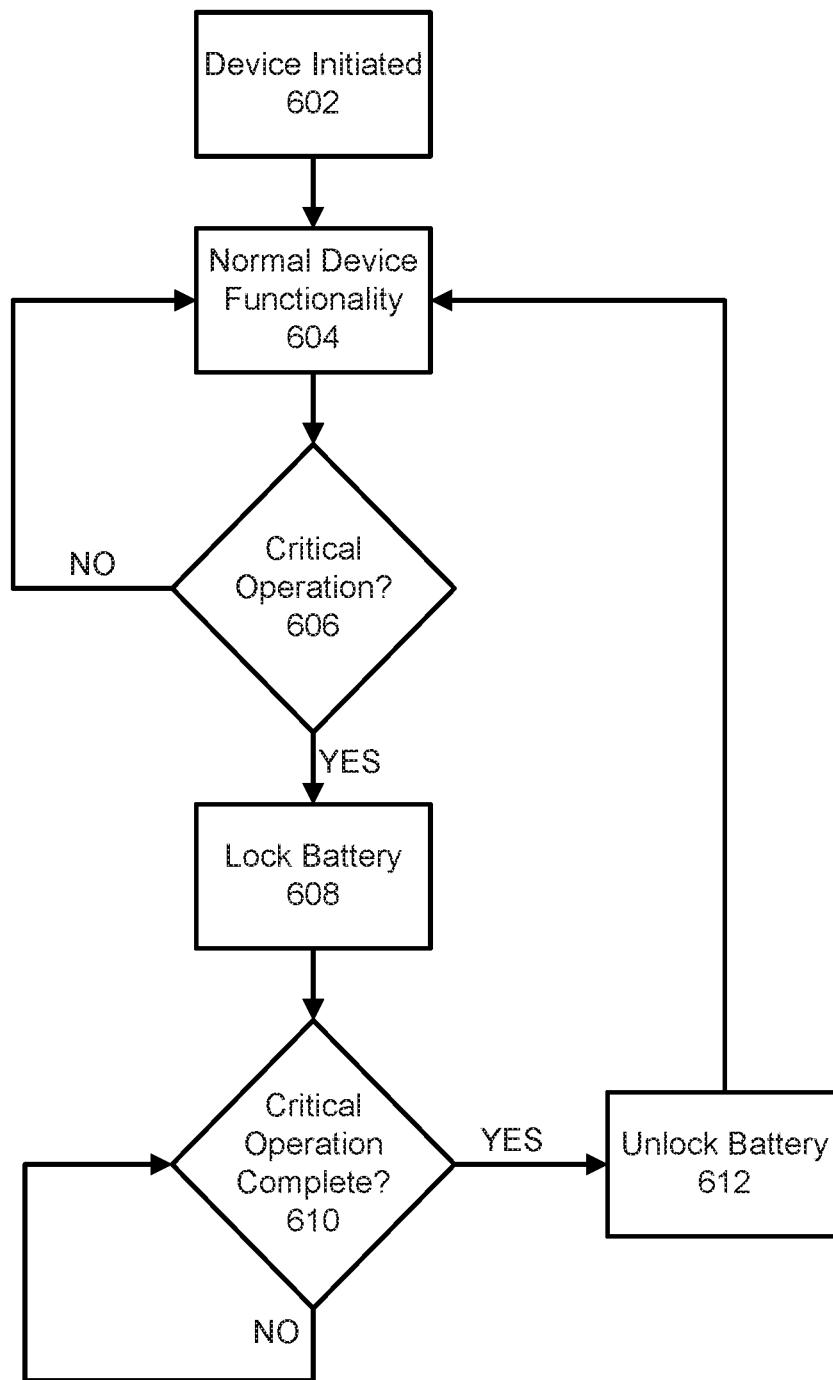 Device Initiated
602
Normal Device
Functionality
604
NO
Critical
Operation?
606
YES
Lock Battery
608
Critical
Operation
Complete?
610
YES
Unlock Battery
612
NO